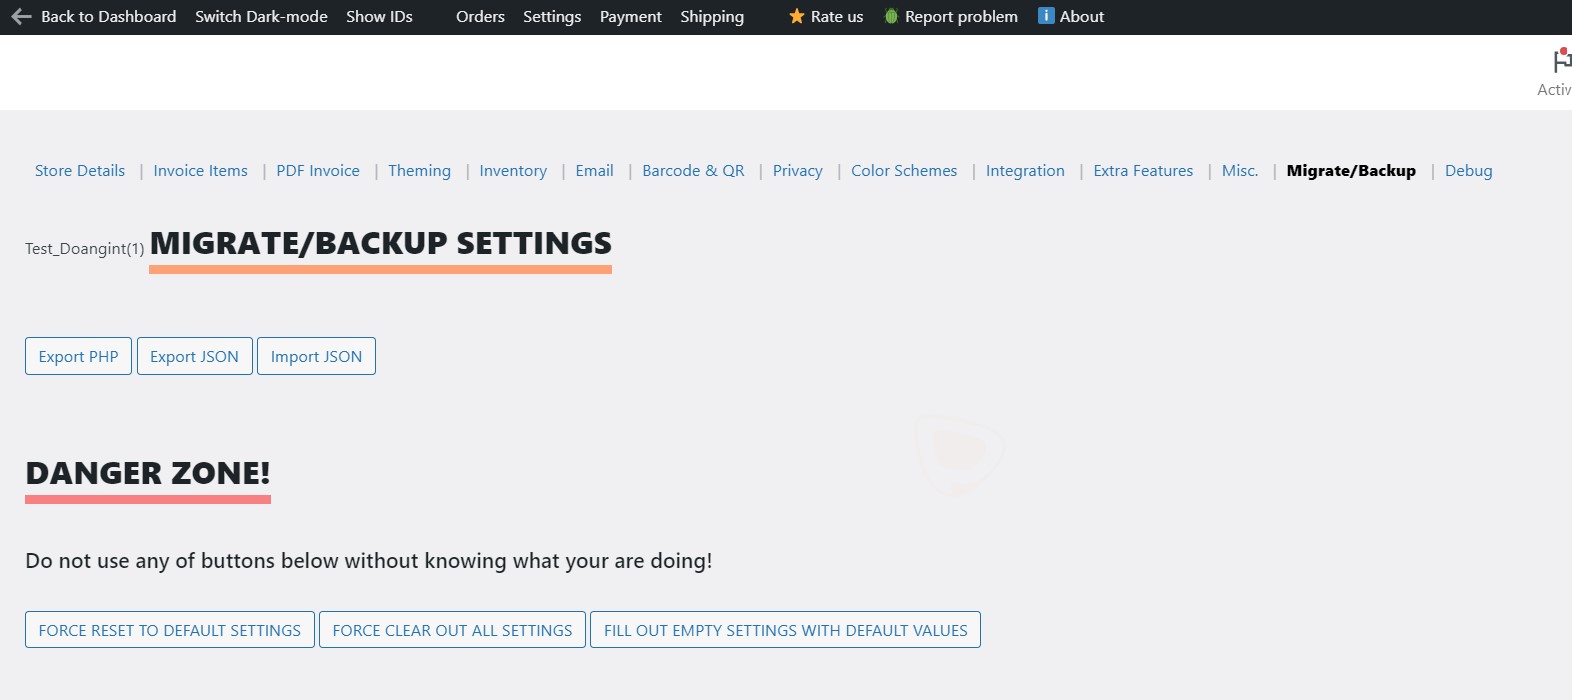 Back to Dashboard Switch Dark-mode Show IDs Orders Settings Payment Shipping Rate us Report problem About
Activ
Store Details | Invoice Items | PDF Invoice | Theming | Inventory | Email | Barcode & QR | Privacy | Color Schemes | Integration | Extra Features | Misc. | Migrate/Backup | Debug
Test_Doangint(1) MIGRATE/BACKUP SETTINGS
Export PHP Export JSON Import JSON
DANGER ZONE!
Do not use any of buttons below without knowing what your are doing!
FORCE RESET TO DEFAULT SETTINGS FORCE CLEAR OUT ALL SETTINGS FILL OUT EMPTY SETTINGS WITH DEFAULT VALUES